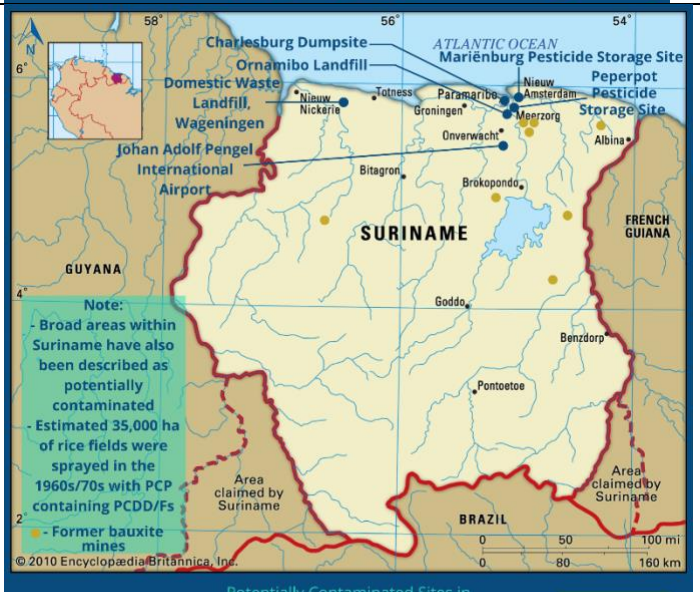 58°
56°
54°
N
ATLANTIC OCEAN
Charlesburg Dumpsite
Ornamibo Landfill
Mariënburg Pesticide Storage Site
6°
Domestic Waste
Landfill,
Wageningen
Peperpot
Pesticide
Storage Site
Nieuw
Nickerie
Totness
Groningen
Paramaribo
Nieuw
Amsterdam
Meerzorg
Onverwacht
Albina
Johan Adolf Pengel
International
Airport
Bitagron
Brokopondo
SURINAME
FRENCH
GUIANA
GUYANA
4°
Goddo
Benzdorp
Pontoetoe
Note:
- Broad areas within
Suriname have also
been described as
potentially
contaminated
- Estimated 35,000 ha
of rice fields were
sprayed in the
1960s/70s with PCP
containing PCDD/Fs
- Former bauxite
mines
Area
claimed by
Suriname
Area
claimed by
Suriname
BRAZIL
2°
0 50 100 mi
0 80 160 km
© 2010 Encyclopædia Britannica, Inc.
Potentially Contaminated Sites in